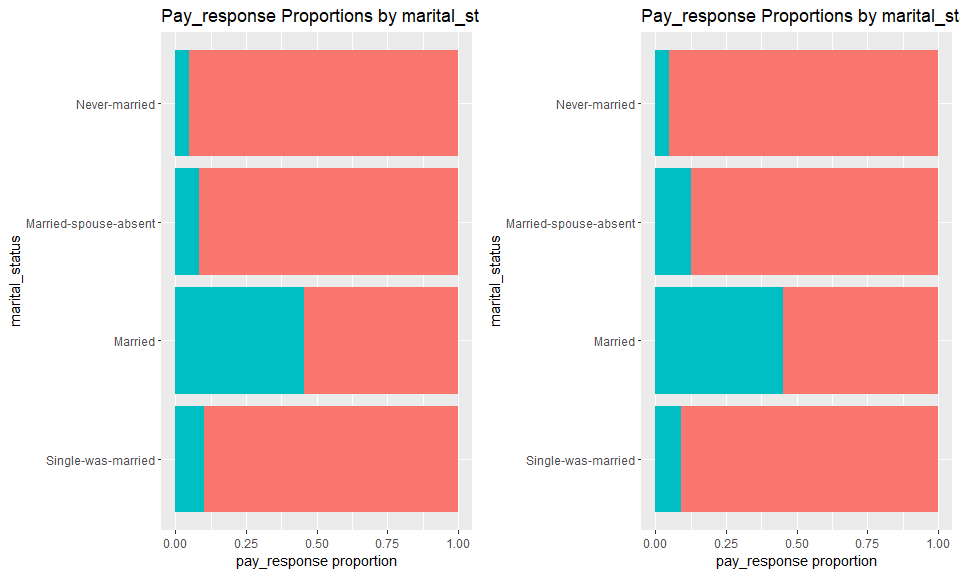 Pay_response Proportions by marital_st
Never-married
Married-spouse-absent
Married
Single-was-married
marital_status
0.00 0.25 0.50 0.75 1.00
pay_response proportion
Pay_response Proportions by marital_s
Never-married
Married-spouse-absent
Married
Single-was-married
marital_status
0.00 0.25 0.50 0.75 1.00
pay_response proportion